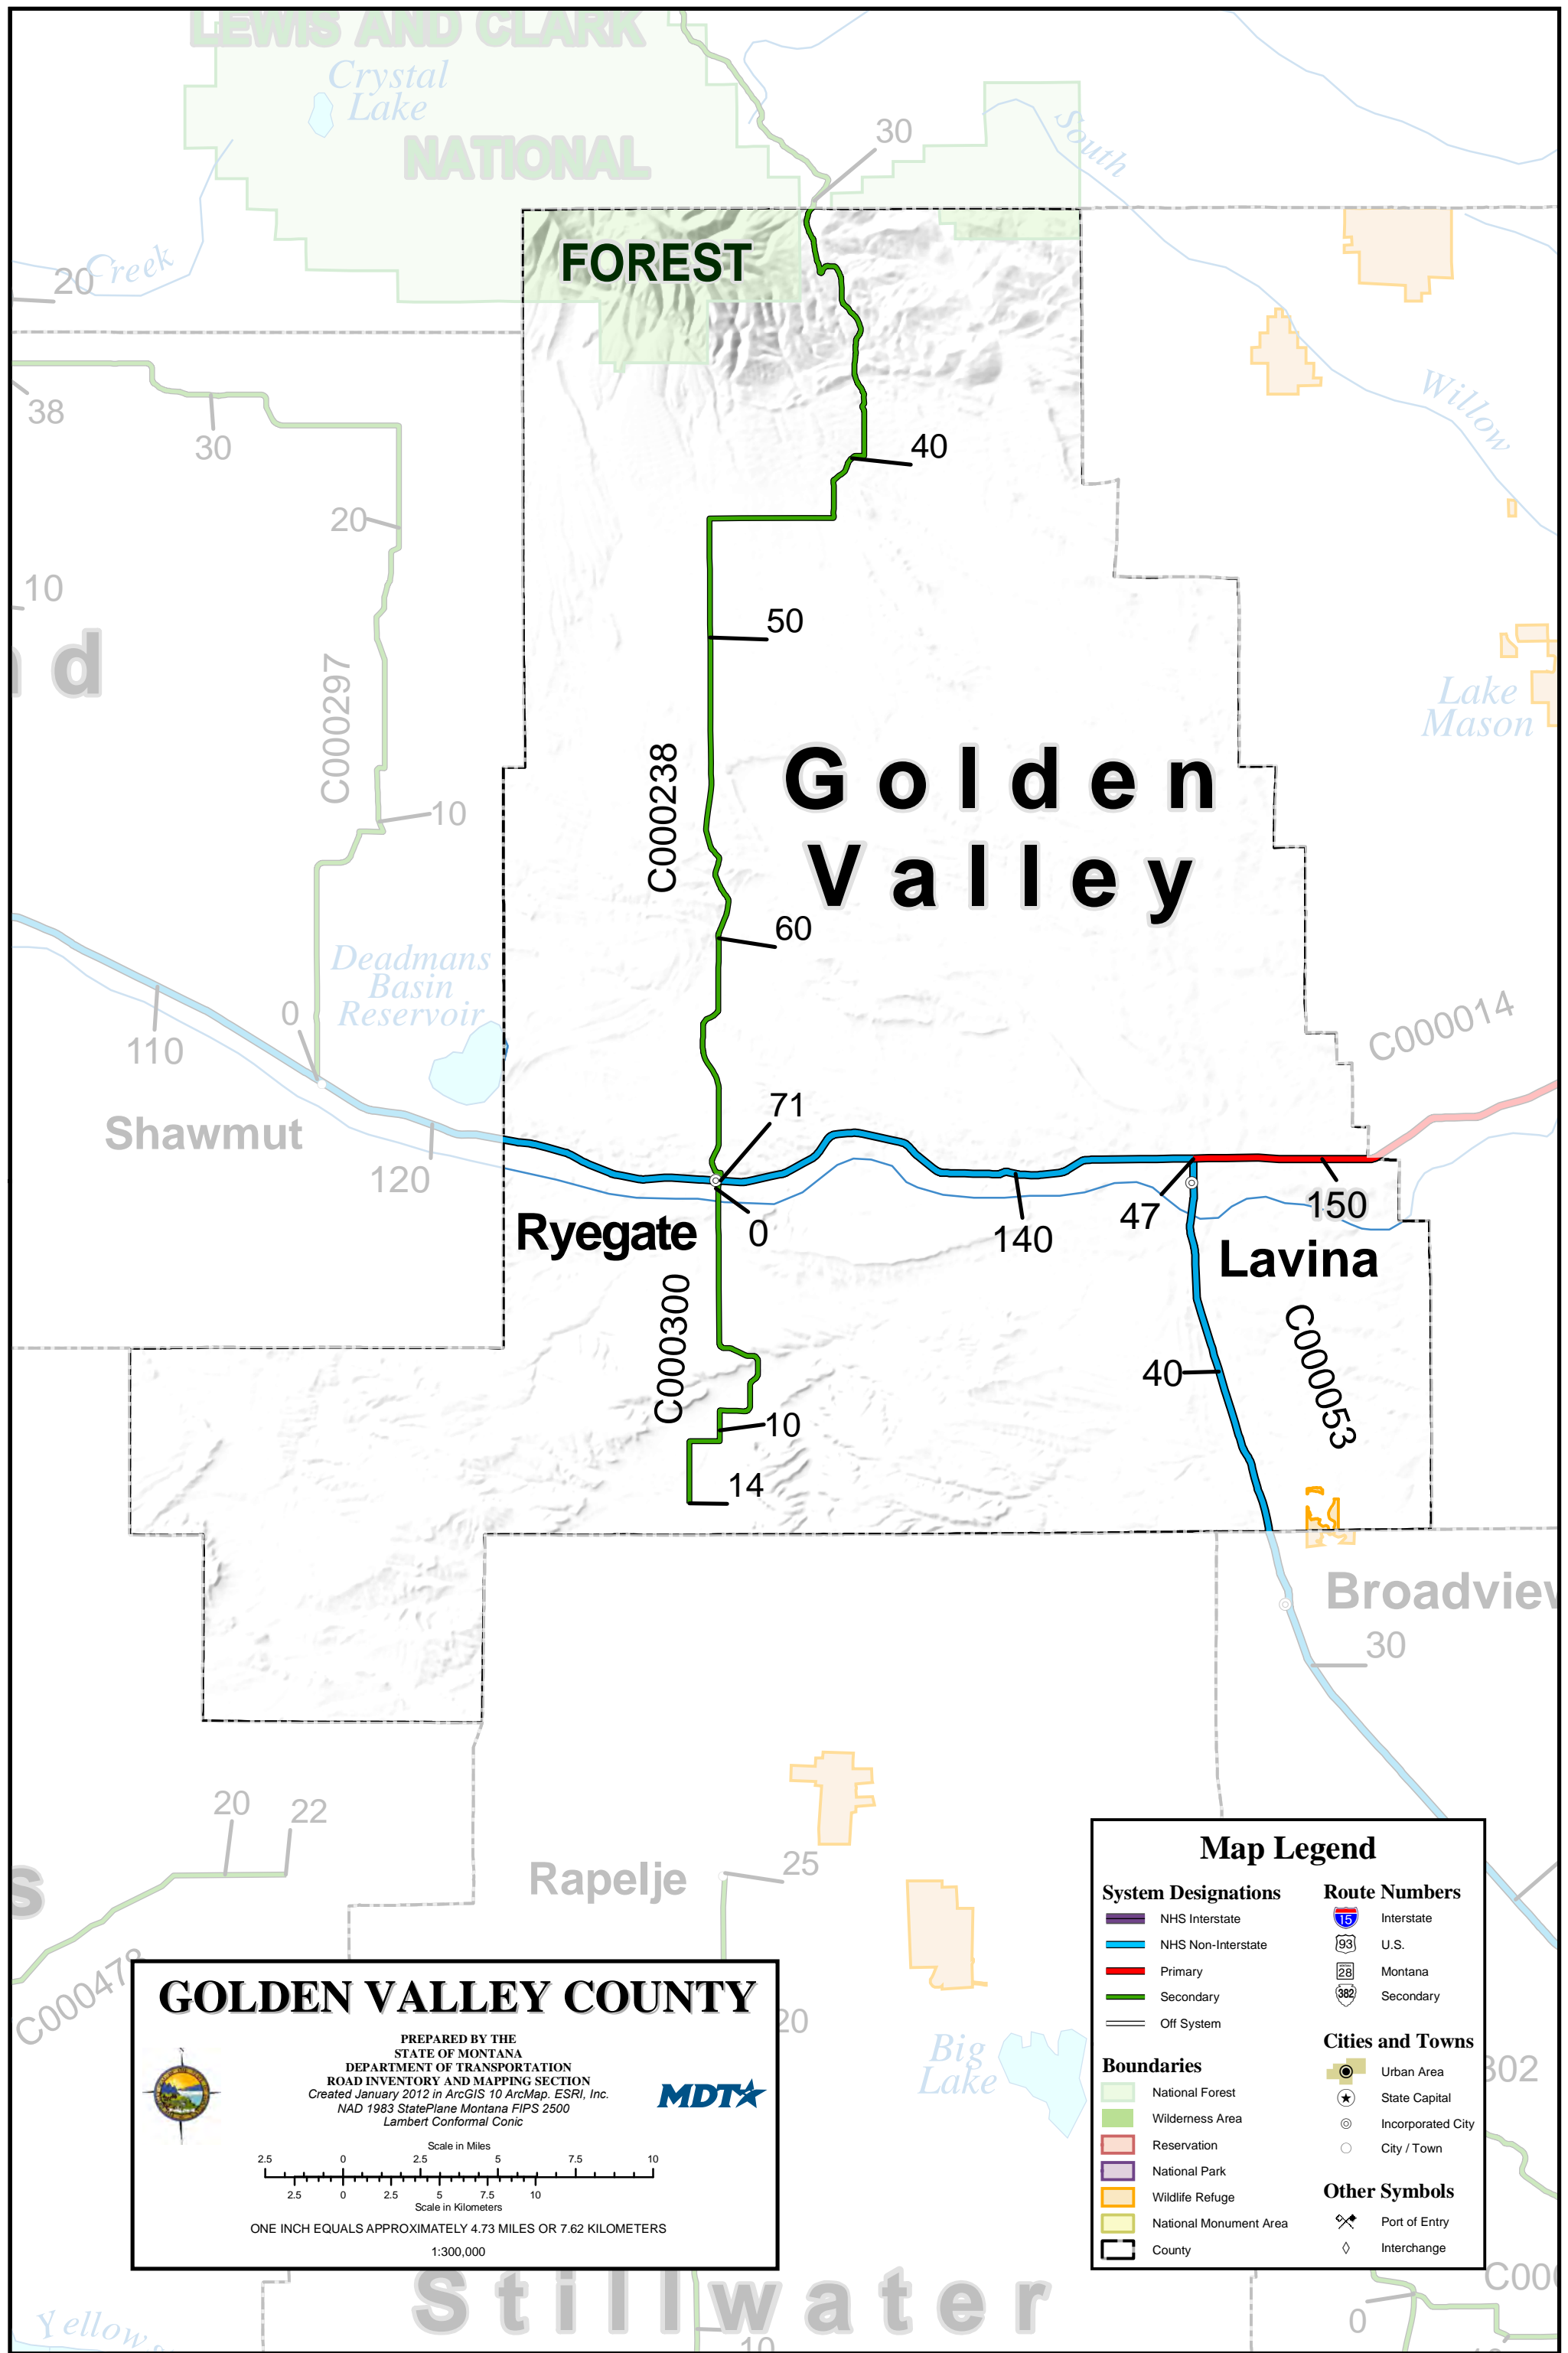 LEWIS AND CLARK
Crystal
Lake
NATIONAL
30
South
FOREST
Creek
20
38
30
40
Willow
20
10
50
nd
C000297
Lake
Mason
C000238
Golden
Valley
10
60
Deadmans
Basin
Reservoir
0
C000014
110
71
Shawmut
120
47
150
Ryegate
0
140
Lavina
C000300
C000053
40
10
14
Broadview
30
20
22
Rapelje
25
s
C000478
20
Big
Lake
302
GOLDEN VALLEY COUNTY
PREPARED BY THE
STATE OF MONTANA
DEPARTMENT OF TRANSPORTATION
ROAD INVENTORY AND MAPPING SECTION
Created January 2012 in ArcGIS 10 ArcMap. ESRI, Inc.
NAD 1983 StatePlane Montana FIPS 2500
Lambert Conformal Conic
MDT
Scale in Miles
2.5 0 2.5 5 7.5 10
2.5 0 2.5 5 7.5 10
Scale in Kilometers
ONE INCH EQUALS APPROXIMATELY 4.73 MILES OR 7.62 KILOMETERS
1:300,000
Map Legend
System Designations
NHS Interstate
NHS Non-Interstate
Primary
Secondary
Off System
Boundaries
National Forest
Wilderness Area
Reservation
National Park
Wildlife Refuge
National Monument Area
County
Route Numbers
15 Interstate
93 U.S.
28 Montana
382 Secondary
Cities and Towns
Urban Area
State Capital
Incorporated City
City / Town
Other Symbols
Port of Entry
Interchange
Stillwater
C00
0
Yellows
10